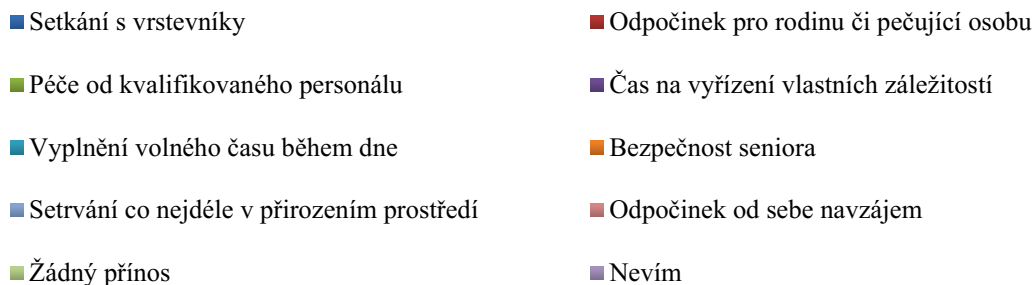 Setkání s vrstevníky
Odpočinek pro rodinu či pečující osobu
Péče od kvalifikovaného personálu
Čas na vyřízení vlastních záležitostí
Vyplnění volného času během dne
Bezpečnost seniora
Setrvání co nejdéle v přirozením prostředí
Odpočinek od sebe navzájem
Žádný přínos
Nevím